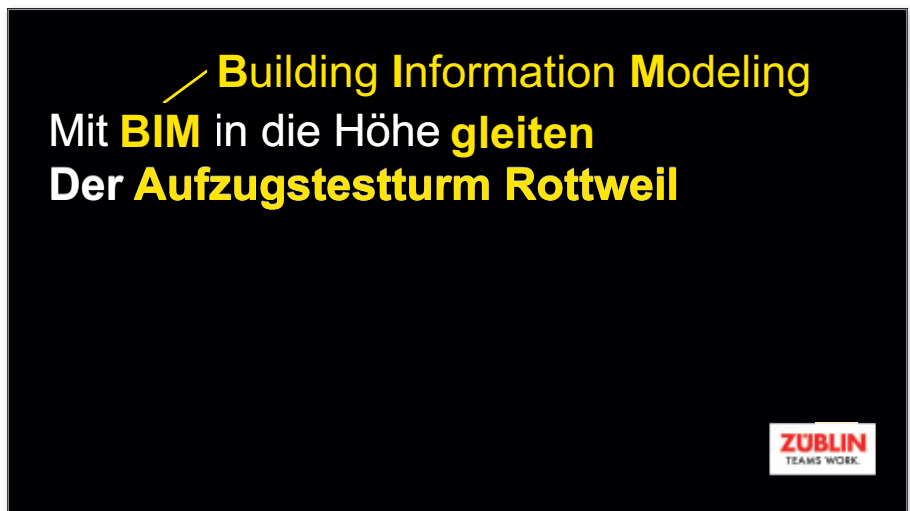 Building Information Modeling
Mit BIM in die Höhe gleiten
Der Aufzugstestturm Rottweil
ZÜBLIN
TEAMS WORK.